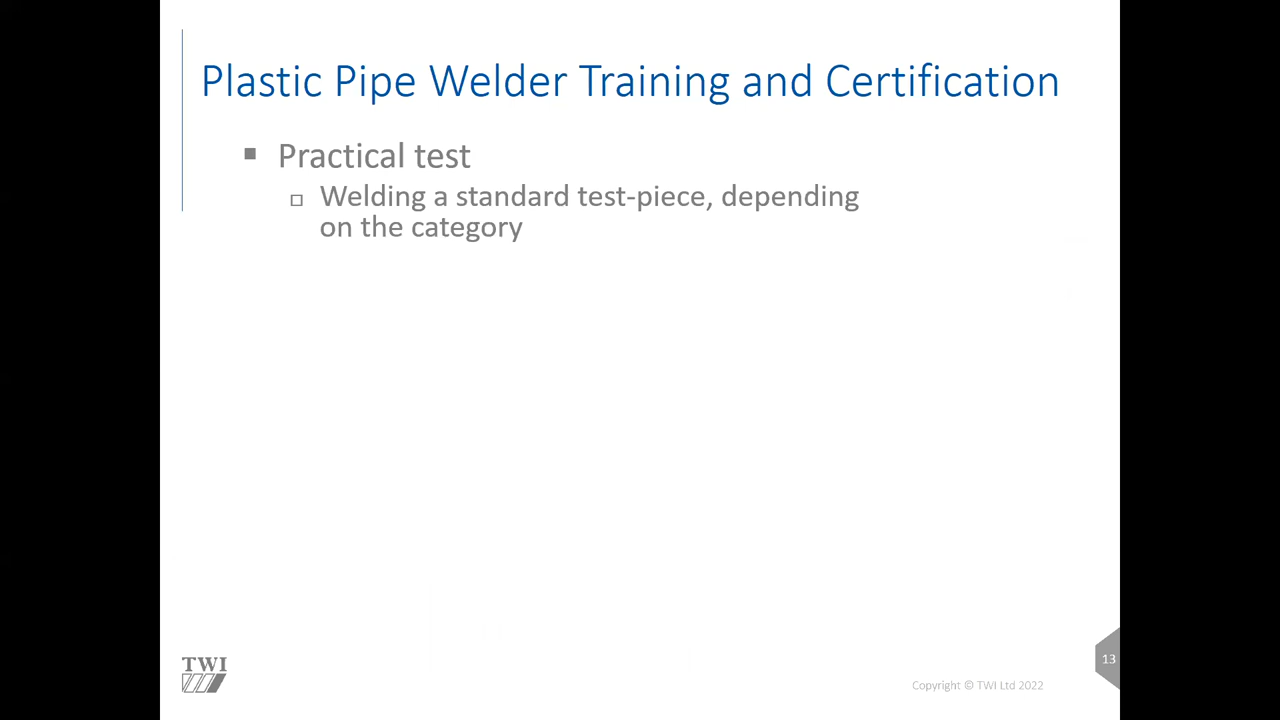 Plastic Pipe Welder Training and Certification
Practical test
Welding a standard test-piece, depending
on the category
TWI
Copyright © TWI Ltd 2022
13